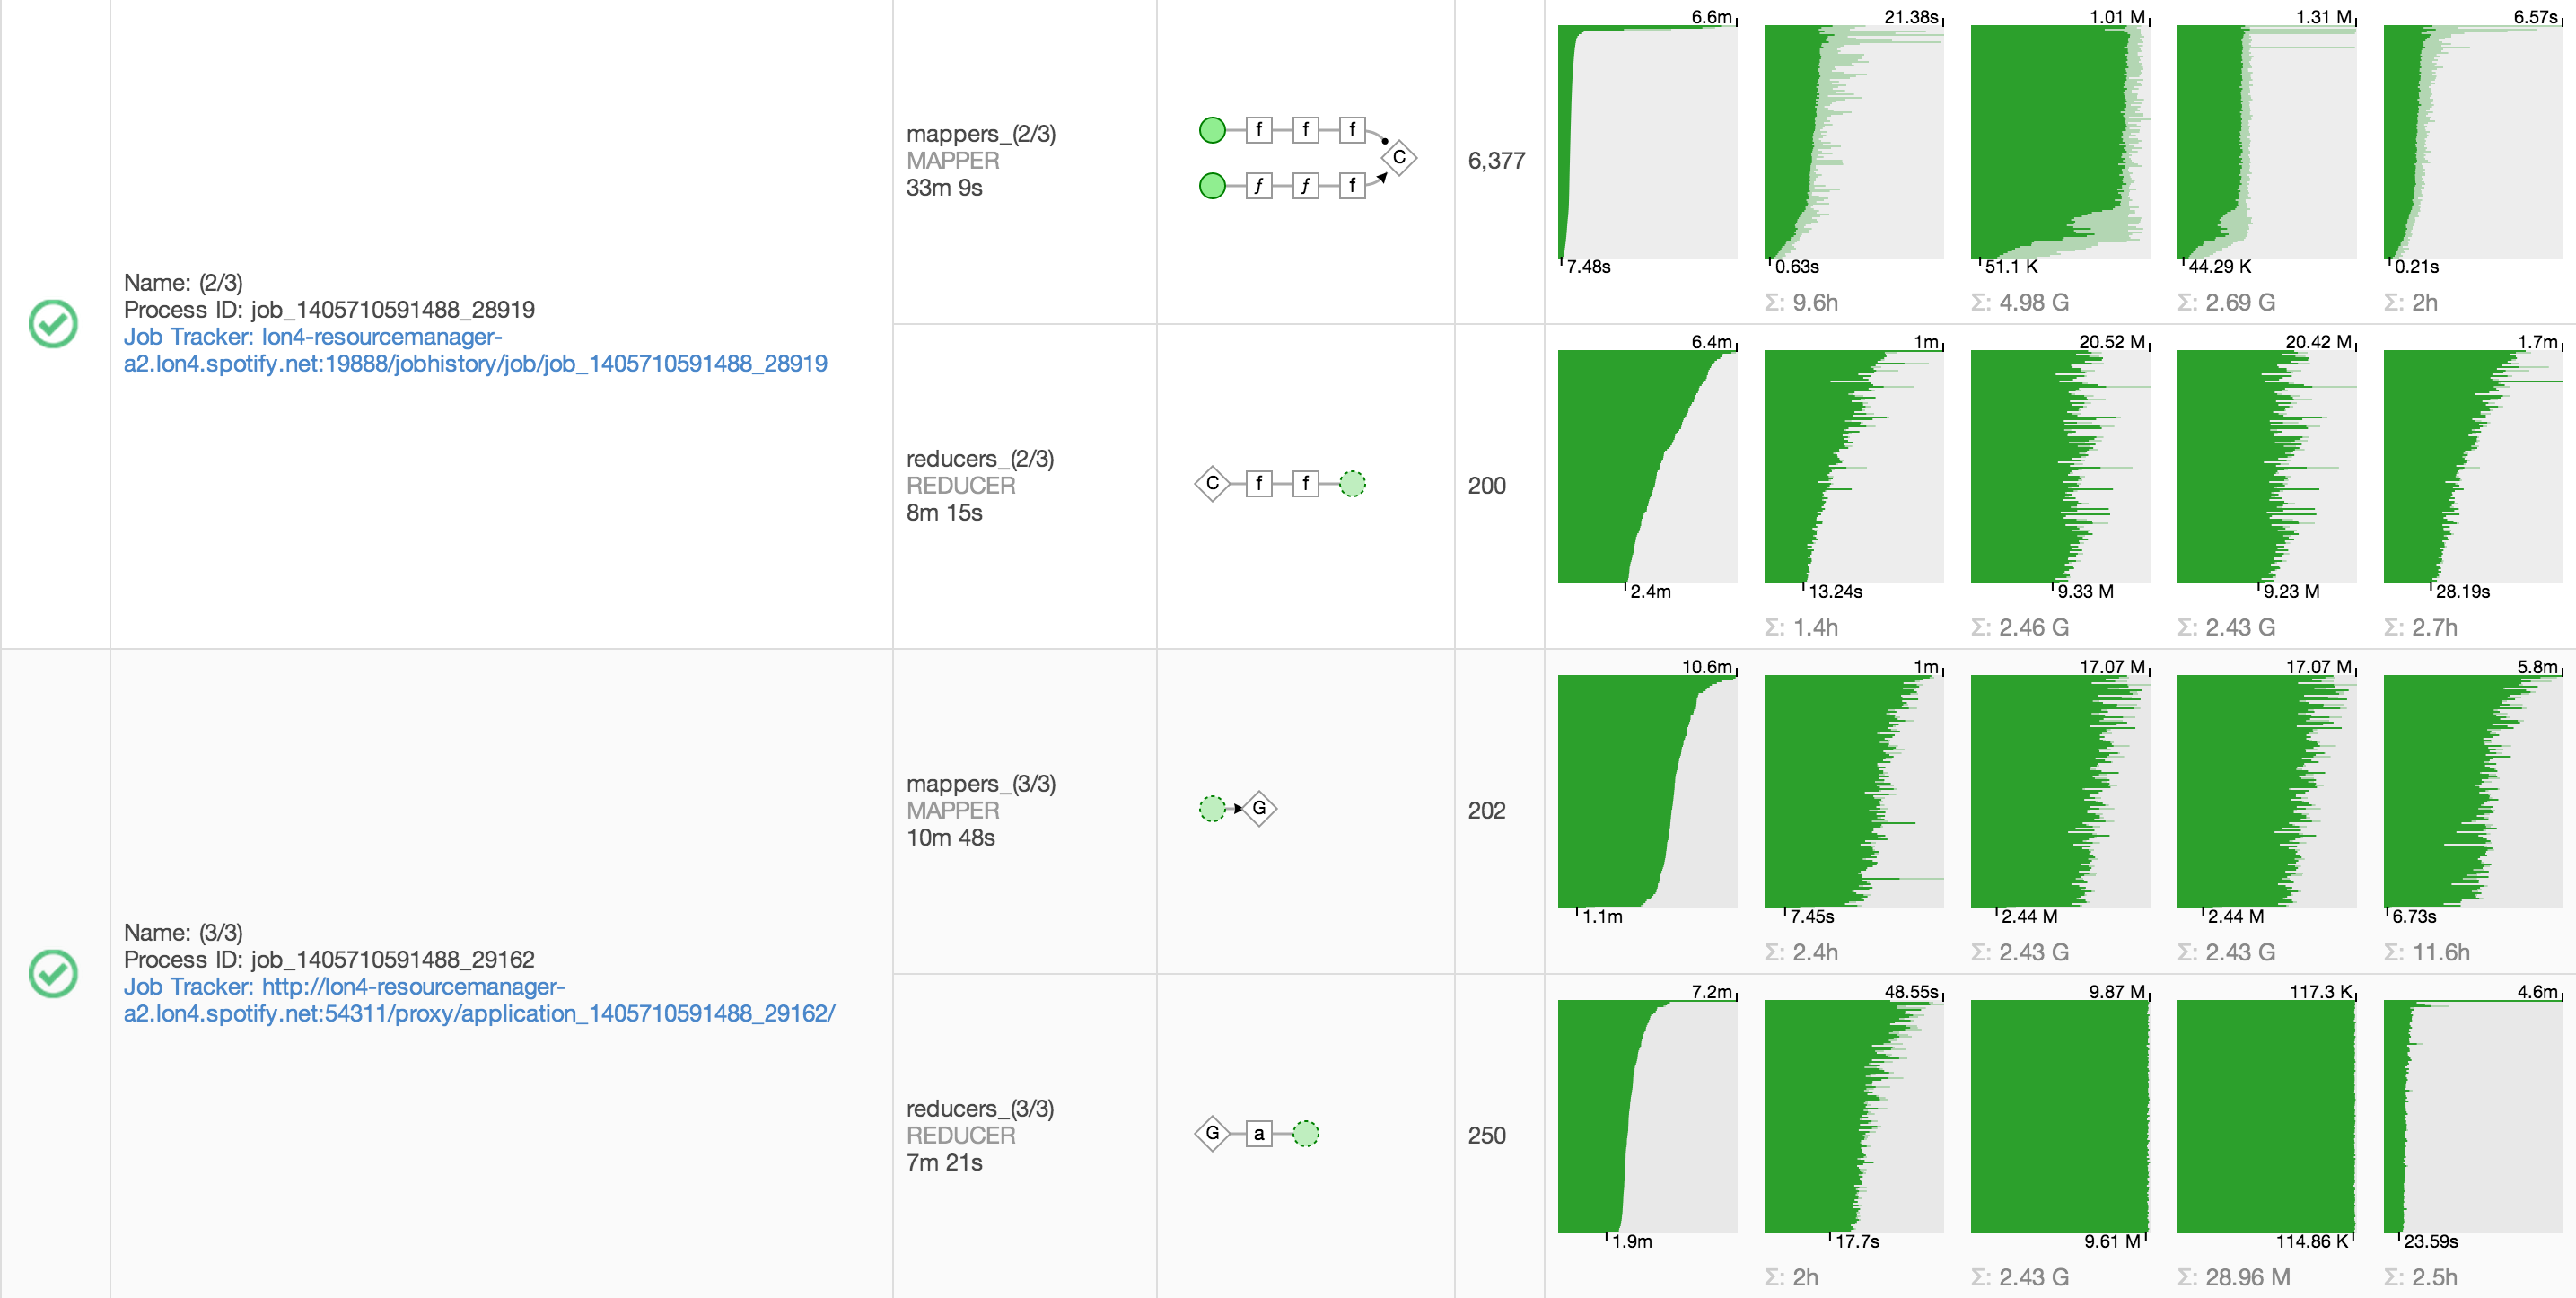 Name: (2/3)
Process ID: job_1405710591488_28919
Job Tracker: lon4-resourcemanager-
a2.lon4.spotify.net:19888/jobhistory/job/job_1405710591488_28919
mappers_(2/3)
MAPPER
33m 9s
f f f
C
f f f
6,377
6.6m 21.38s 1.01 M 1.31 M 6.57s
7.48s 0.63s 51.1 K 44.29 K 0.21s
Σ: 9.6h Σ: 4.98 G Σ: 2.69 G Σ: 2h
reducers_(2/3)
REDUCER
8m 15s
C f f
200
6.4m 1m 20.52 M 20.42 M 1.7m
2.4m 13.24s 9.33 M 9.23 M 28.19s
Σ: 1.4h Σ: 2.46 G Σ: 2.43 G Σ: 2.7h
Name: (3/3)
Process ID: job_1405710591488_29162
Job Tracker: http://lon4-resourcemanager-
a2.lon4.spotify.net:54311/proxy/application_1405710591488_29162/
mappers_(3/3)
MAPPER
10m 48s
G
202
10.6m 1m 17.07 M 17.07 M 5.8m
1.1m 7.45s 2.44 M 2.44 M 6.73s
Σ: 2.4h Σ: 2.43 G Σ: 2.43 G Σ: 11.6h
reducers_(3/3)
REDUCER
7m 21s
G a
250
7.2m 48.55s 9.87 M 117.3 K 4.6m
1.9m 17.7s 9.61 M 114.86 K 23.59s
Σ: 2h Σ: 2.43 G Σ: 28.96 M Σ: 2.5h